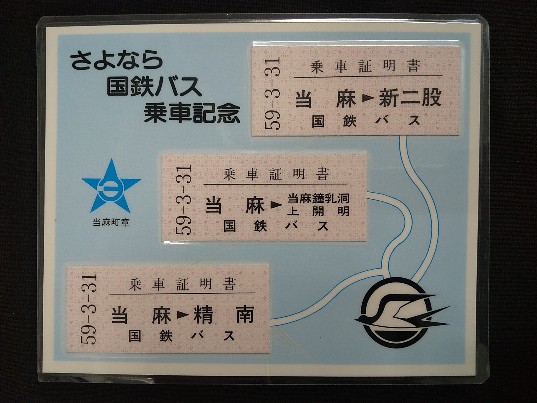 さよなら
国鉄バス
乗車記念
59-3-31
乗車証明書
当麻►新二股
国鉄バス
当麻町章
59-3-31
乗車証明書
当麻►当麻鐘乳洞
上開明
国鉄バス
59-3-31
乗車証明書
当麻►精南
国鉄バス